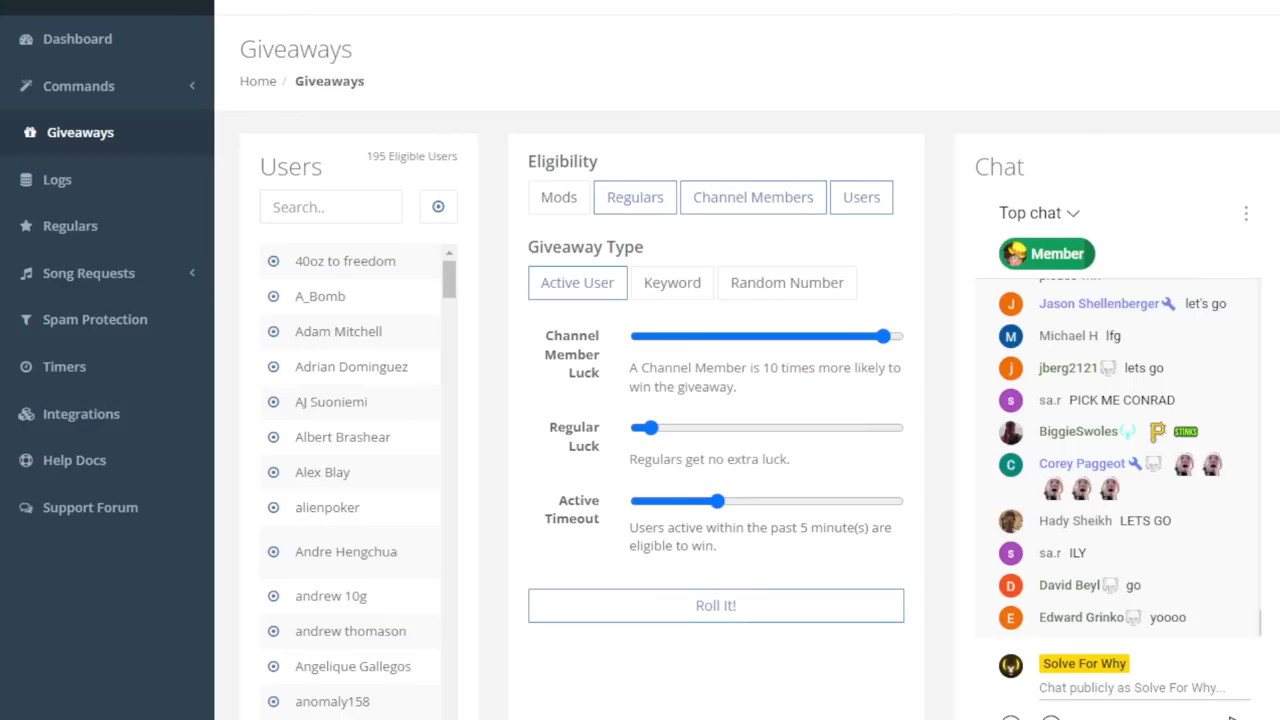 Dashboard
Commands
Giveaways
Logs
Regulars
Song Requests
Spam Protection
Timers
Integrations
Help Docs
Support Forum
Giveaways
Home / Giveaways
Users
195 Eligible Users
Search..
40oz to freedom
A_Bomb
Adam Mitchell
Adrian Dominguez
AJ Suoniemi
Albert Brashear
Alex Blay
alienpoker
Andre Hengchua
andrew 10g
andrew thomason
Angelique Gallegos
anomaly158
Eligibility
Mods Regulars Channel Members Users
Giveaway Type
Active User Keyword Random Number
Channel
Member
Luck
A Channel Member is 10 times more likely to
win the giveaway.
Regular
Luck
Regulars get no extra luck.
Active
Timeout
Users active within the past 5 minute(s) are
eligible to win.
Roll It!
Chat
Top chat
Member
J Jason Shellenberger let's go
M Michael H lfg
j jberg2121 lets go
s sa.r PICK ME CONRAD
BiggieSwoles P STINKS
C Corey Paggeot
Hady Sheikh LETS GO
s sa.r ILY
D David Beyl go
E Edward Grinko yoooo
Solve For Why
Chat publicly as Solve For Why...